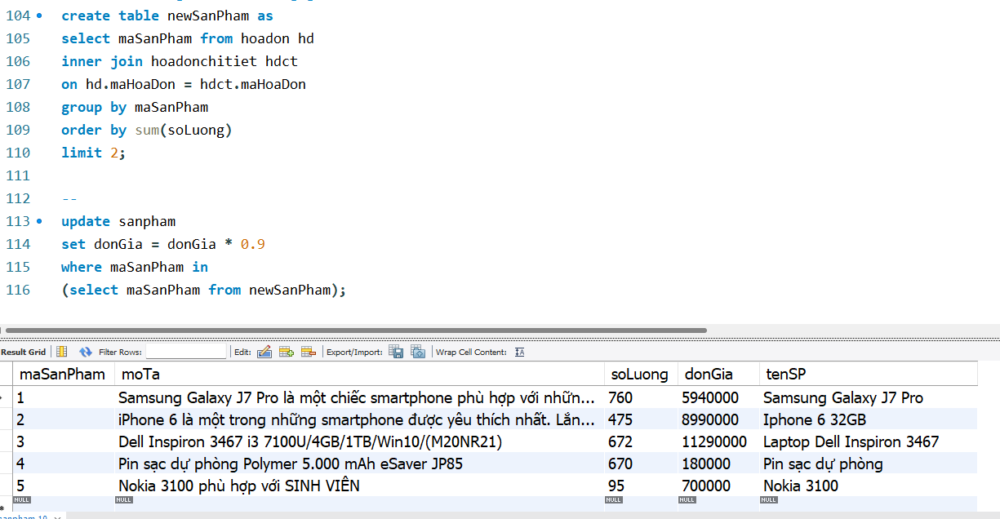 104 create table newSanPham as
105 select maSanPham from hoadon hd
106 inner join hoadonchitiet hdct
107 on hd.maHoaDon = hdct.maHoaDon
108 group by maSanPham
109 order by sum(soLuong)
110 limit 2;
111
112 --
113 update sanpham
114 set donGia = donGia * 0.9
115 where maSanPham in
116 (select maSanPham from newSanPham);
Result Grid Filter Rows: Edit: Export/Import: Wrap Cell Content:
maSanPham moTa soLuong donGia tenSP
1 Samsung Galaxy J7 Pro là một chiếc smartphone phù hợp với nhữn... 760 5940000 Samsung Galaxy J7 Pro
2 iPhone 6 là một trong những smartphone được yêu thích nhất. Lắn... 475 8990000 Iphone 6 32GB
3 Dell Inspiron 3467 i3 7100U/4GB/1TB/Win10/(M20NR21) 672 11290000 Laptop Dell Inspiron 3467
4 Pin sạc dự phòng Polymer 5.000 mAh eSaver JP85 670 180000 Pin sạc dự phòng
5 Nokia 3100 phù hợp với SINH VIÊN 95 700000 Nokia 3100
NULL NULL NULL NULL NULL